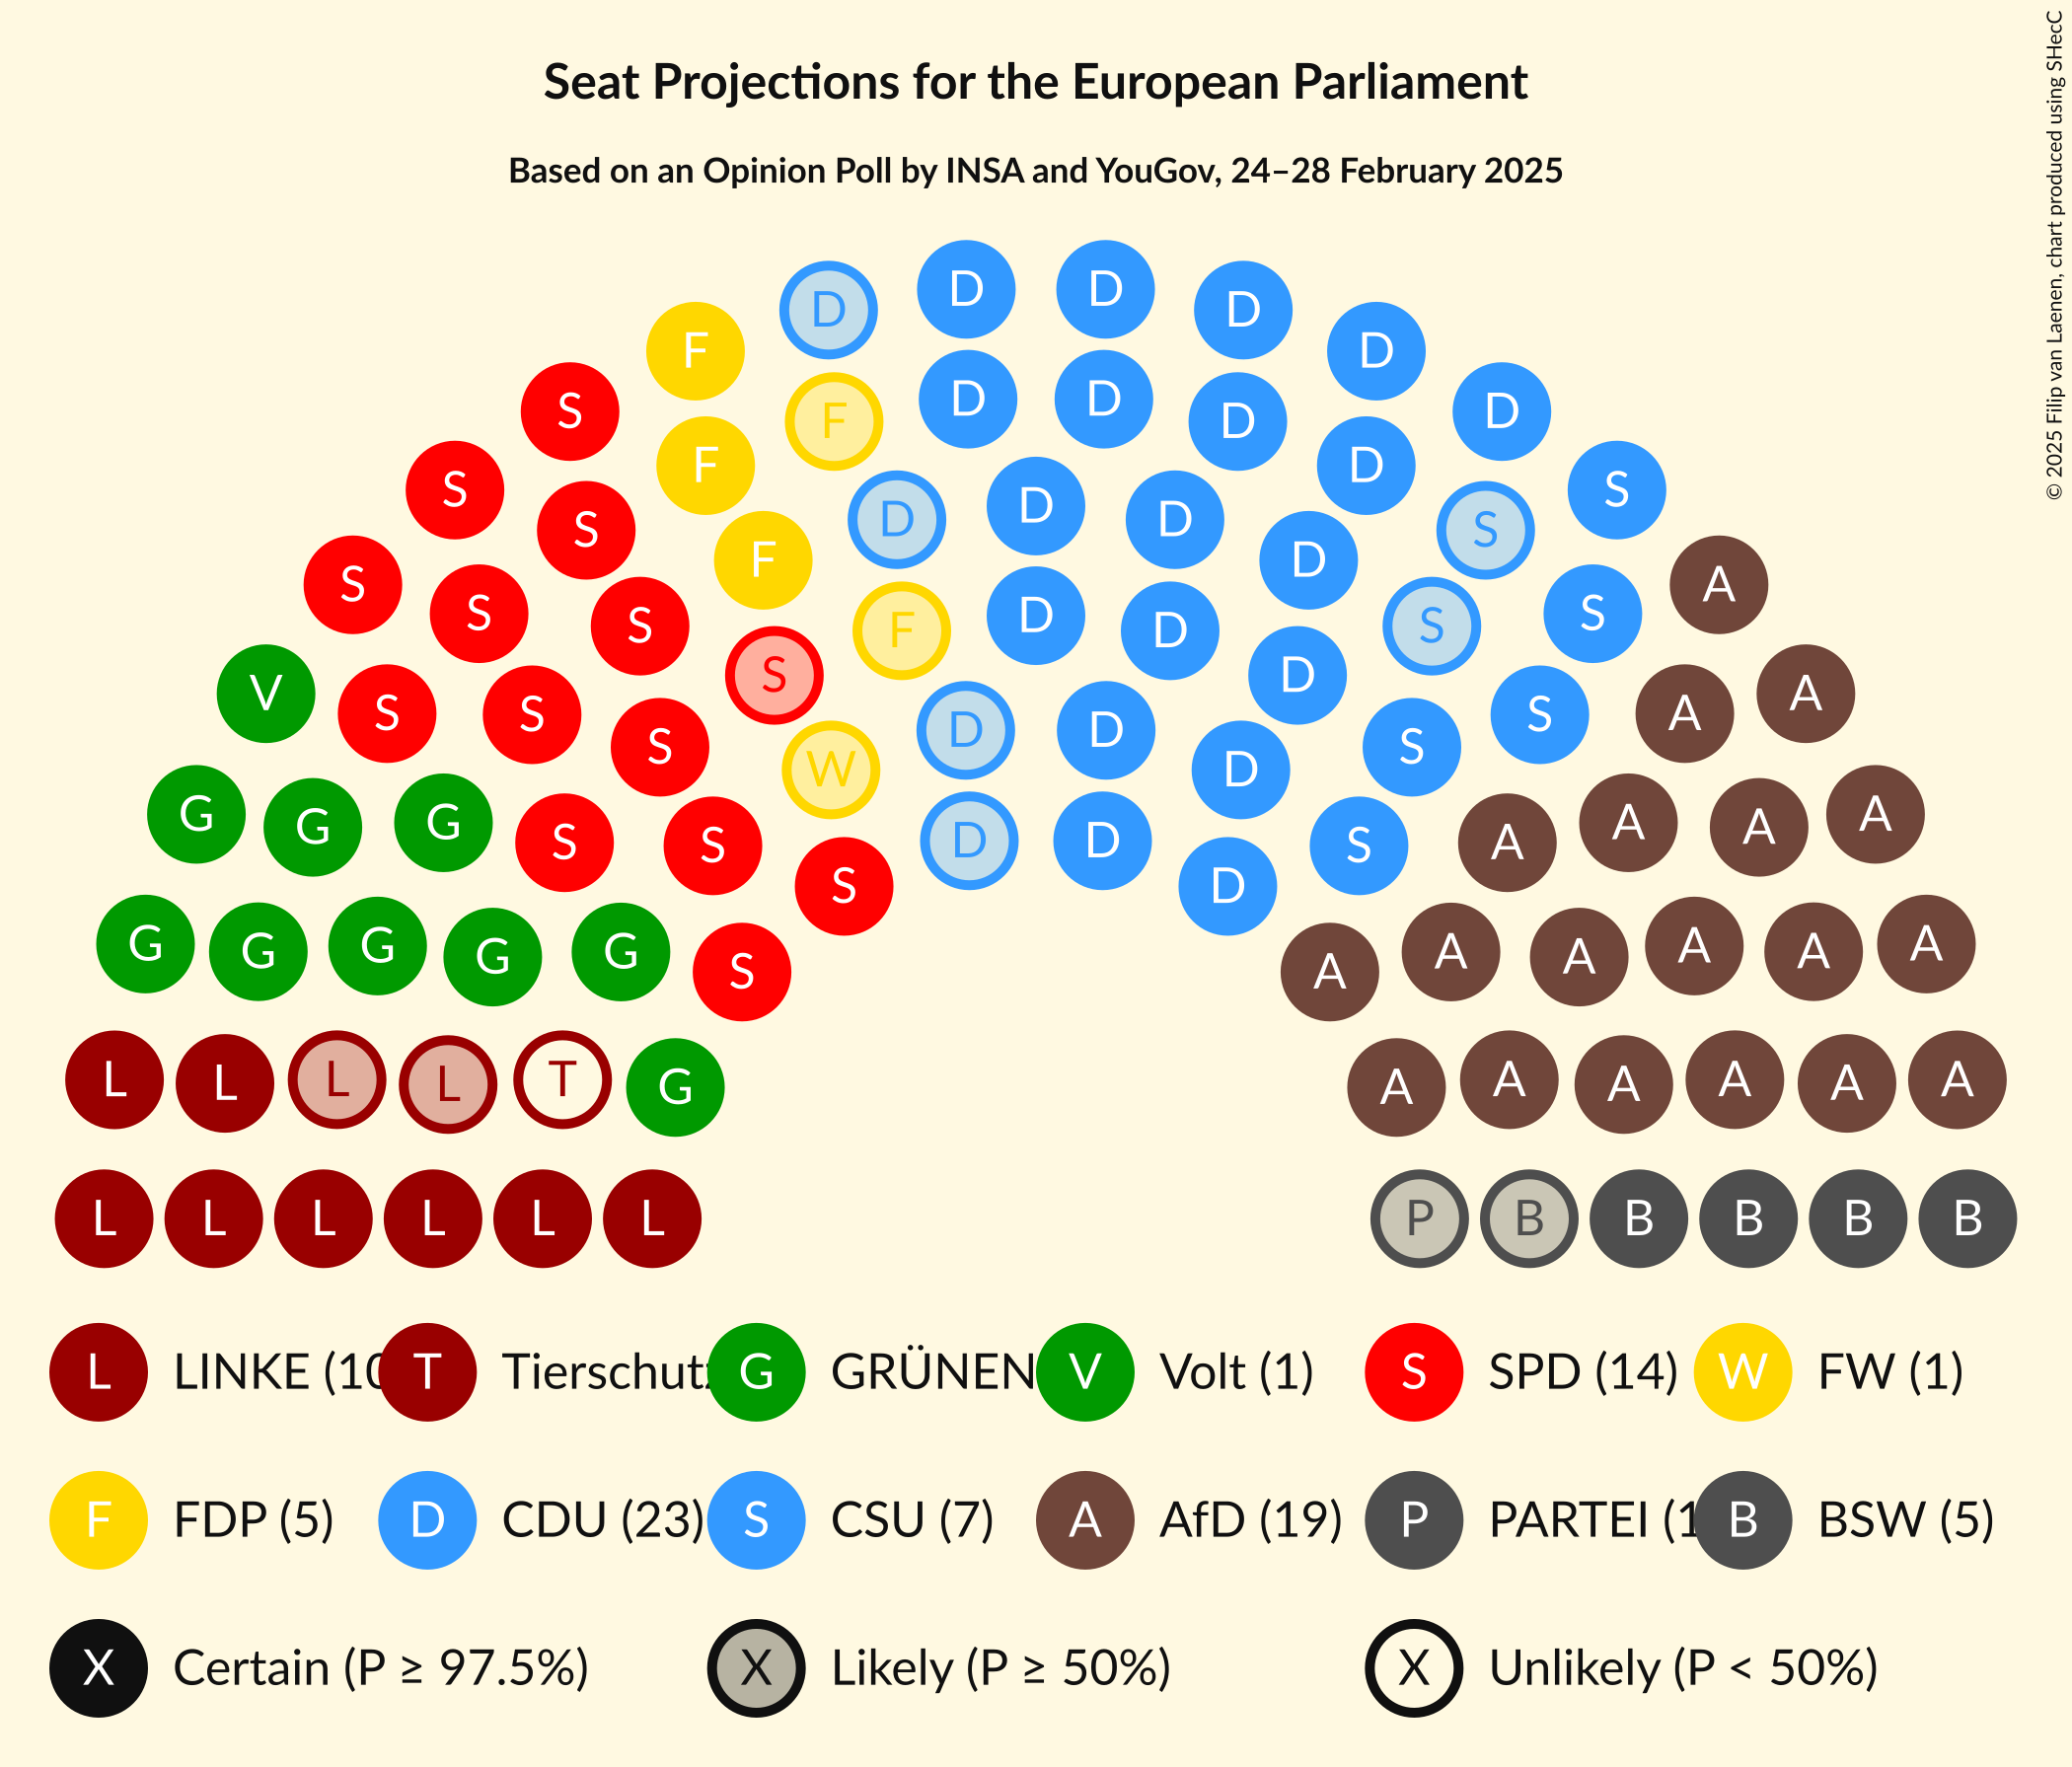 Seat Projections for the European Parliament
Based on an Opinion Poll by INSA and YouGov, 24–28 February 2025
© 2025 Filip van Laenen, chart produced using SHecC
D D D D
F D D
S F D D D D D
S F D S
S S F D D D D S S
S S S F D D D S S A
V S S S S D D D S S A A
G G G S S W D D S A A A A
G G G G G S S D D D A A A A A A
L L L L T G A A A A A A
L L L L L L P B B B B B
L LINKE (10 T Tierschutz G GRÜNEN V Volt (1) S SPD (14) W FW (1)
F FDP (5) D CDU (23) S CSU (7) A AfD (19) P PARTEI (1 B BSW (5)
X Certain (P ≥ 97.5%) X Likely (P ≥ 50%) X Unlikely (P < 50%)